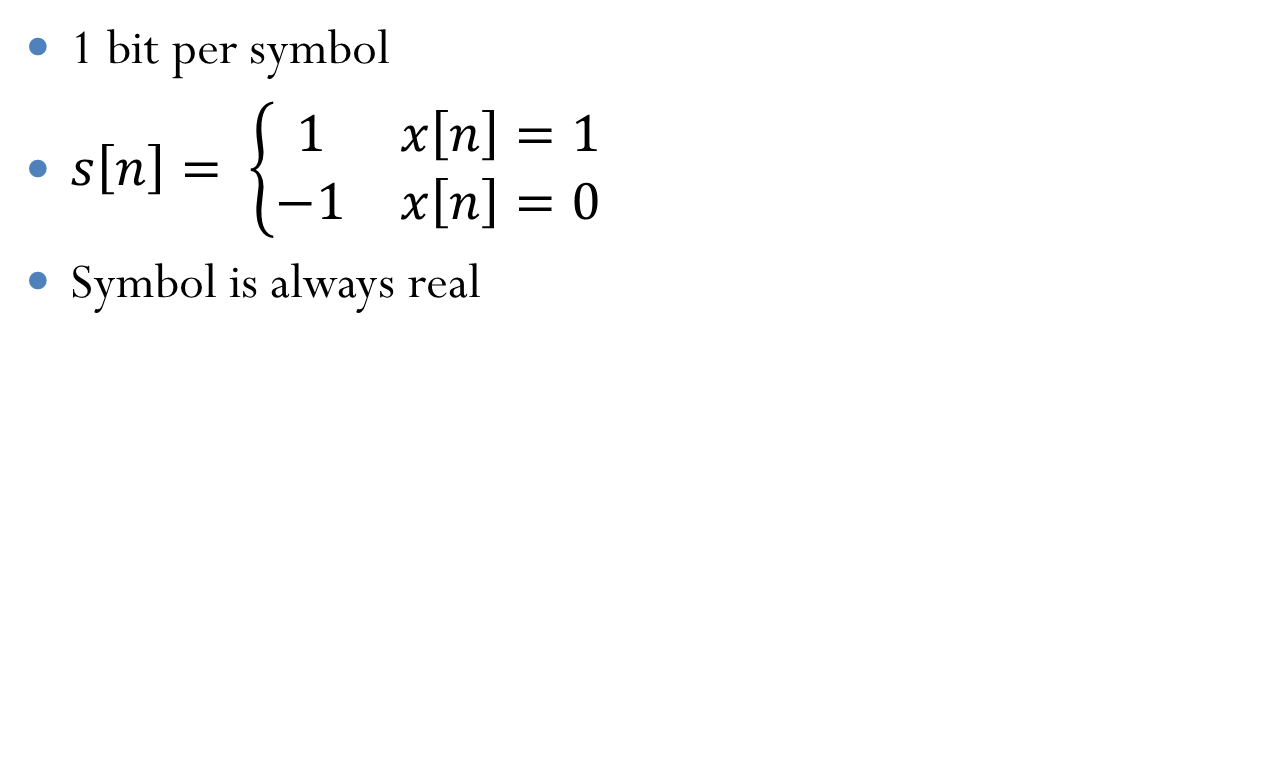 • 1 bit per symbol
• s[n] = { 1 x[n] = 1
−1 x[n] = 0
• Symbol is always real